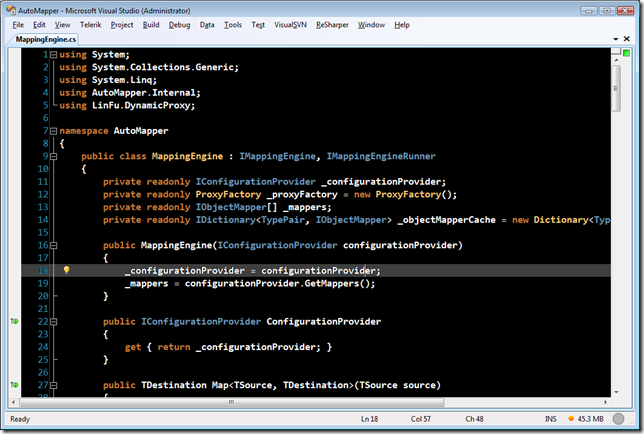 AutoMapper - Microsoft Visual Studio (Administrator)
File Edit View Telerik Project Build Debug Data Tools Test VisualSVN ReSharper Window Help
MappingEngine.cs
1 using System;
2 using System.Collections.Generic;
3 using System.Linq;
4 using AutoMapper.Internal;
5 using LinFu.DynamicProxy;
6
7 namespace AutoMapper
8 {
9 public class MappingEngine : IMappingEngine, IMappingEngineRunner
10 {
11 private readonly IConfigurationProvider _configurationProvider;
12 private readonly ProxyFactory _proxyFactory = new ProxyFactory();
13 private readonly IObjectMapper[] _mappers;
14 private readonly IDictionary<TypePair, IObjectMapper> _objectMapperCache = new Dictionary<Typ
15
16 public MappingEngine(IConfigurationProvider configurationProvider)
17 {
18 _configurationProvider = configurationProvider;
19 _mappers = configurationProvider.GetMappers();
20 }
21
22 public IConfigurationProvider ConfigurationProvider
23 {
24 get { return _configurationProvider; }
25 }
26
27 public TDestination Map<TSource, TDestination>(TSource source)
28 {
Ready Ln 18 Col 57 Ch 48 INS 45.3 MB